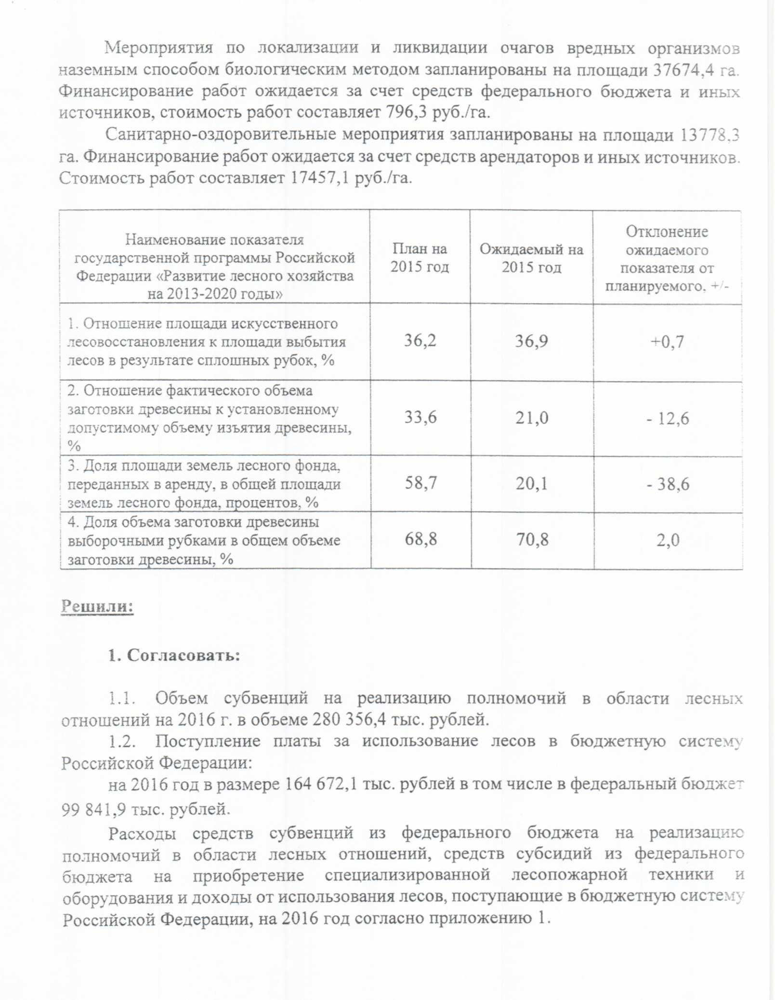 Мероприятия по локализации и ликвидации очагов вредных организмов
наземным способом биологическим методом запланированы на площади 37674,4 га.
Финансирование работ ожидается за счет средств федерального бюджета и иных
источников, стоимость работ составляет 796,3 руб./га.
Санитарно-оздоровительные мероприятия запланированы на площади 13778,3
га. Финансирование работ ожидается за счет средств арендаторов и иных источников.
Стоимость работ составляет 17457,1 руб./га.
Наименование показателя
государственной программы Российской
Федерации «Развитие лесного хозяйства
на 2013-2020 годы»
План на
2015 год
Ожидаемый на
2015 год
Отклонение
ожидаемого
показателя от
планируемого, +/-
1. Отношение площади искусственного
лесовосстановления к площади выбытия
лесов в результате сплошных рубок, %
36,2
36,9
+0,7
2. Отношение фактического объема
заготовки древесины к установленному
допустимому объему изъятия древесины,
%
33,6
21,0
- 12,6
3. Доля площади земель лесного фонда,
переданных в аренду, в общей площади
земель лесного фонда, процентов, %
58,7
20,1
- 38,6
4. Доля объема заготовки древесины
выборочными рубками в общем объеме
заготовки древесины, %
68,8
70,8
2,0
Решили:
1. Согласовать:
1.1. Объем субвенций на реализацию полномочий в области лесных
отношений на 2016 г. в объеме 280 356,4 тыс. рублей.
1.2. Поступление платы за использование лесов в бюджетную систему
Российской Федерации:
на 2016 год в размере 164 672,1 тыс. рублей в том числе в федеральный бюджет
99 841,9 тыс. рублей.
Расходы средств субвенций из федерального бюджета на реализацию
полномочий в области лесных отношений, средств субсидий из федерального
бюджета на приобретение специализированной лесопожарной техники и
оборудования и доходы от использования лесов, поступающие в бюджетную систему
Российской Федерации, на 2016 год согласно приложению 1.